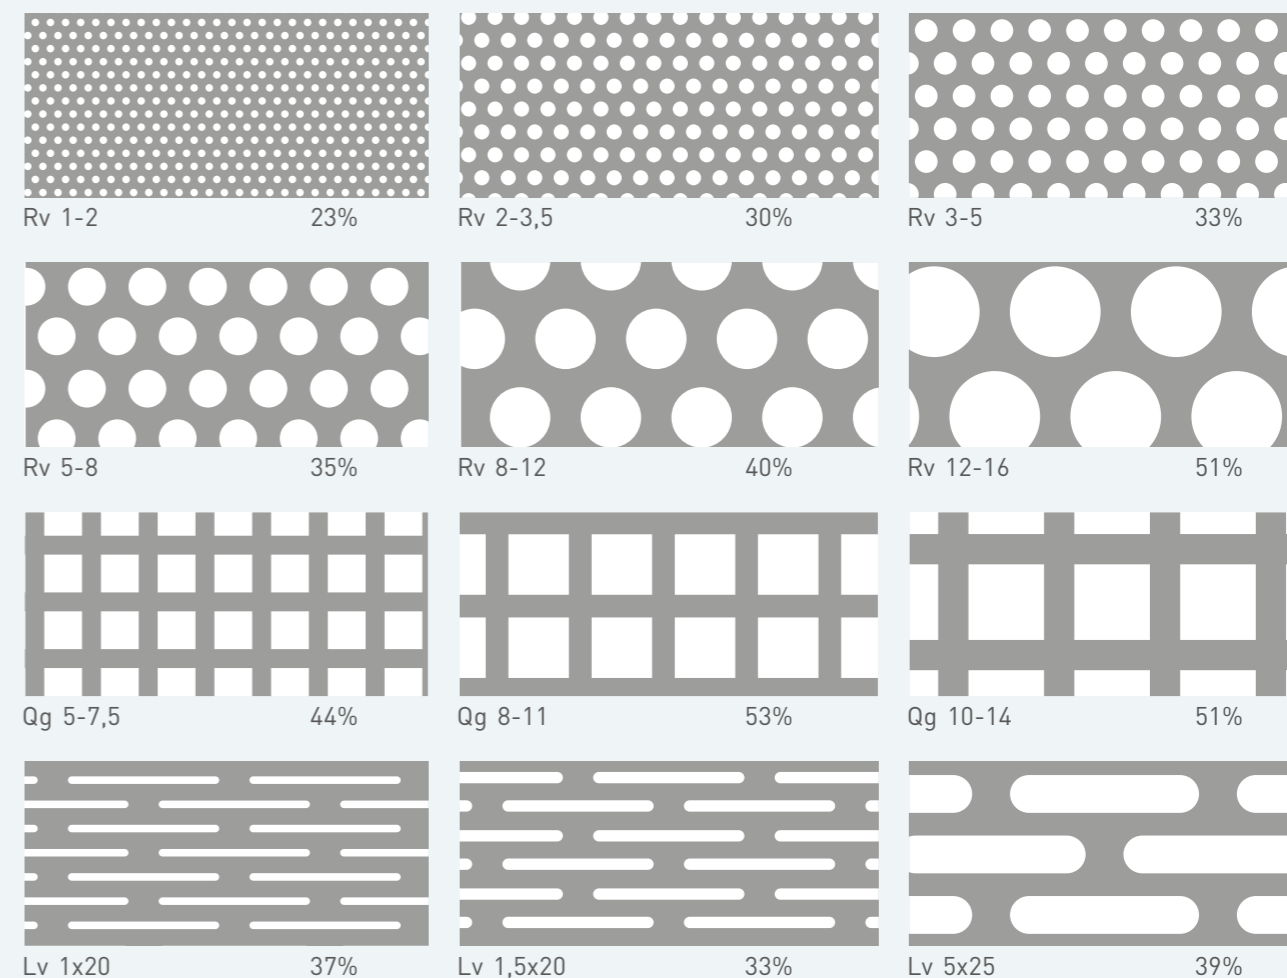 Rv 1-2 23% Rv 2-3,5 30% Rv 3-5 33%
Rv 5-8 35% Rv 8-12 40% Rv 12-16 51%
Qg 5-7,5 44% Qg 8-11 53% Qg 10-14 51%
Lv 1x20 37% Lv 1,5x20 33% Lv 5x25 39%